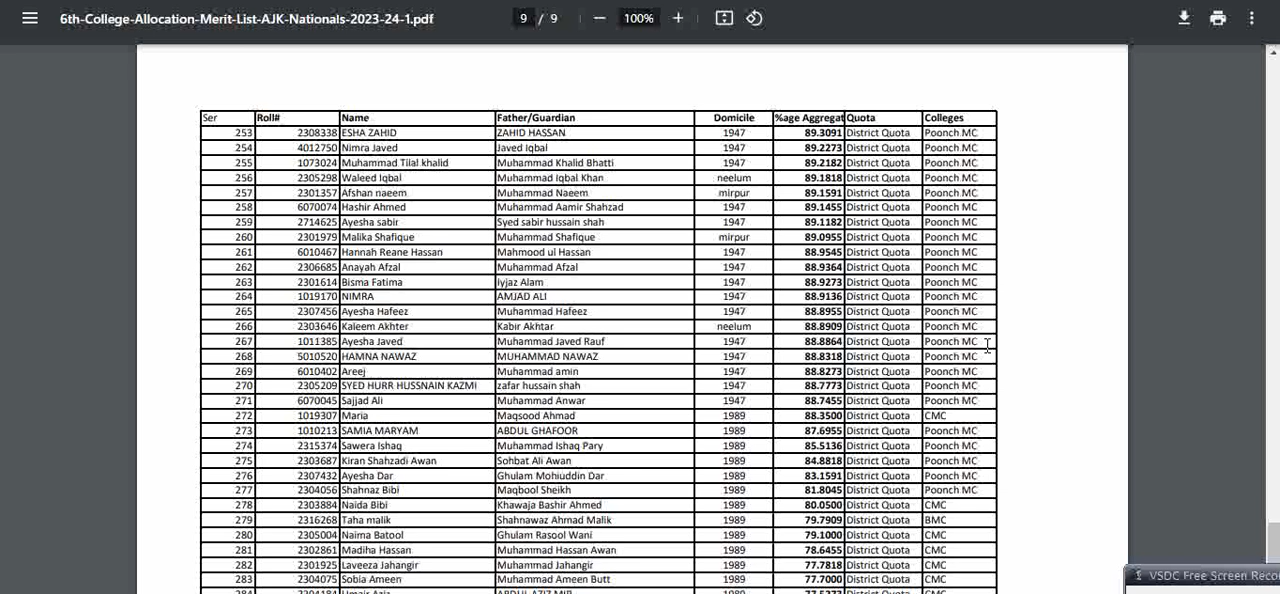 6th-College-Allocation-Merit-List-AJK-Nationals-2023-24-1.pdf 9 / 9 100%
Ser Roll# Name Father/Guardian Domicile %age Aggregat Quota Colleges
253 2308338 ESHA ZAHID ZAHID HASSAN 1947 89.3091 District Quota Poonch MC
254 4012750 Nimra Javed Javed Iqbal 1947 89.2273 District Quota Poonch MC
255 1073024 Muhammad Tilal khalid Muhammad Khalid Bhatti 1947 89.2182 District Quota Poonch MC
256 2305298 Waleed Iqbal Muhammad Iqbal Khan neelum 89.1818 District Quota Poonch MC
257 2301357 Afshan naeem Muhammad Naeem mirpur 89.1591 District Quota Poonch MC
258 6070074 Hashir Ahmed Muhammad Aamir Shahzad 1947 89.1455 District Quota Poonch MC
259 2714625 Ayesha sabir Syed sabir hussain shah 1947 89.1182 District Quota Poonch MC
260 2301979 Malika Shafique Muhammad Shafique mirpur 89.0955 District Quota Poonch MC
261 6010467 Hannah Reane Hassan Mahmood ul Hassan 1947 88.9545 District Quota Poonch MC
262 2306685 Anayah Afzal Muhammad Afzal 1947 88.9364 District Quota Poonch MC
263 2301614 Bisma Fatima Iyjaz Alam 1947 88.9273 District Quota Poonch MC
264 1019170 NIMRA AMJAD ALI 1947 88.9136 District Quota Poonch MC
265 2307456 Ayesha Hafeez Muhammad Hafeez 1947 88.8955 District Quota Poonch MC
266 2303646 Kaleem Akhter Kabir Akhtar neelum 88.8909 District Quota Poonch MC
267 1011385 Ayesha Javed Muhammad Javed Rauf 1947 88.8864 District Quota Poonch MC
268 5010520 HAMNA NAWAZ MUHAMMAD NAWAZ 1947 88.8318 District Quota Poonch MC
269 6010402 Areej Muhammad amin 1947 88.8273 District Quota Poonch MC
270 2305209 SYED HURR HUSSNAIN KAZMI zafar hussain shah 1947 88.7773 District Quota Poonch MC
271 6070045 Sajjad Ali Muhammad Anwar 1947 88.7455 District Quota Poonch MC
272 1019307 Maria Maqsood Ahmad 1989 88.3500 District Quota CMC
273 1010213 SAMIA MARYAM ABDUL GHAFOOR 1989 87.6955 District Quota Poonch MC
274 2315374 Sawera Ishaq Muhammad Ishaq Pary 1989 85.5136 District Quota Poonch MC
275 2303687 Kiran Shahzadi Awan Sohbat Ali Awan 1989 84.8818 District Quota Poonch MC
276 2307432 Ayesha Dar Ghulam Mohiuddin Dar 1989 83.1591 District Quota Poonch MC
277 2304056 Shahnaz Bibi Maqbool Sheikh 1989 81.8045 District Quota Poonch MC
278 2303884 Naida Bibi Khawaja Bashir Ahmed 1989 80.0500 District Quota CMC
279 2316268 Taha malik Shahnawaz Ahmad Malik 1989 79.7909 District Quota BMC
280 2305004 Naima Batool Ghulam Rasool Wani 1989 79.1000 District Quota CMC
281 2302861 Madiha Hassan Muhammad Hassan Awan 1989 78.6455 District Quota CMC
282 2301925 Laveeza Jahangir Muhammad Jahangir 1989 77.7818 District Quota CMC
283 2304075 Sobia Ameen Muhammad Ameen Butt 1989 77.7000 District Quota CMC
VSDC Free Screen Reco